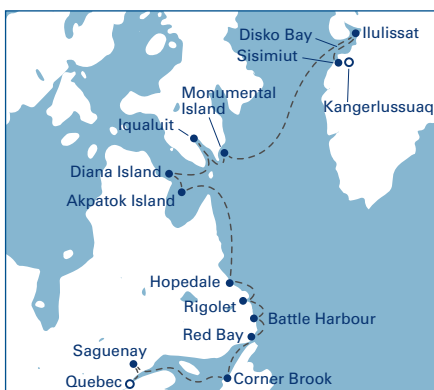 Disko Bay
Ilulissat
Sisimiut
Kangerlussuaq
Monumental
Island
Iqualuit
Diana Island
Akpatok Island
Hopedale
Rigolet
Battle Harbour
Red Bay
Saguenay
Quebec
Corner Brook